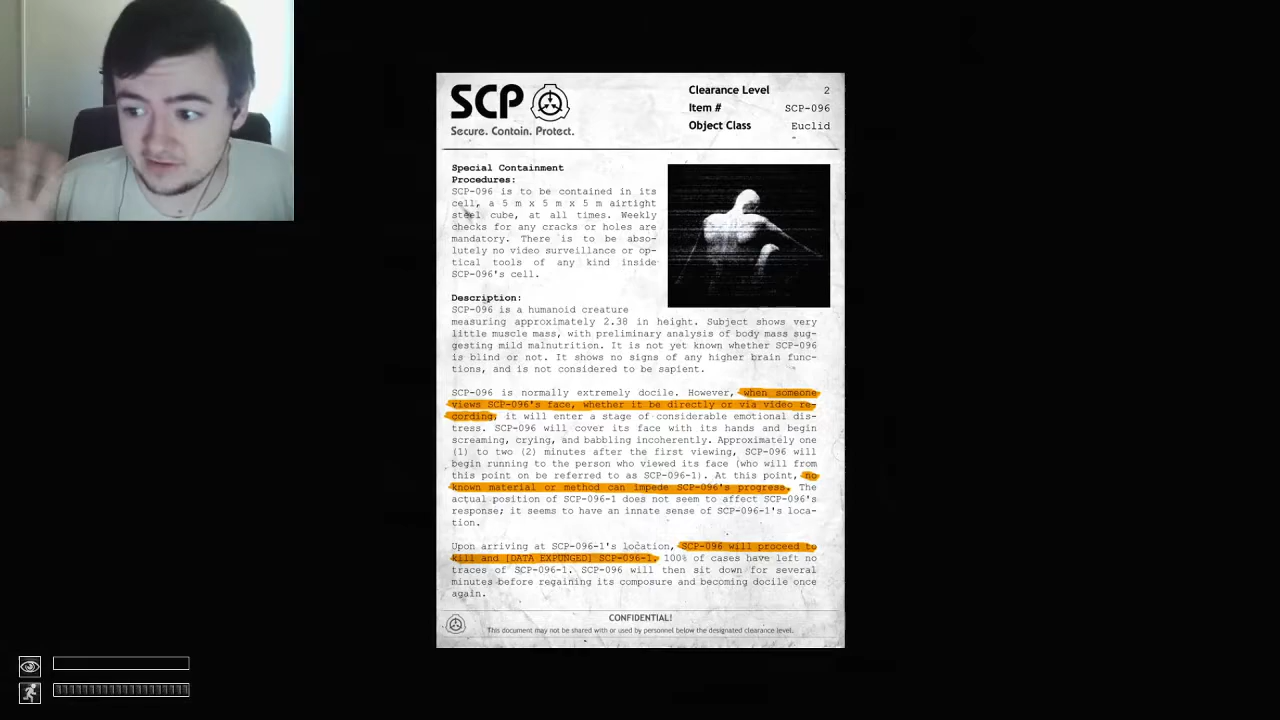 SCP
Secure. Contain. Protect.
Clearance Level 2
Item # SCP-096
Object Class Euclid
Special Containment
Procedures:
SCP-096 is to be contained in its
cell, a 5 m x 5 m x 5 m airtight
steel cube, at all times. Weekly
checks for any cracks or holes are
mandatory. There is to be abso-
lutely no video surveillance or op-
tical tools of any kind inside
SCP-096's cell.
Description:
SCP-096 is a humanoid creature
measuring approximately 2.38 in height. Subject shows very
little muscle mass, with preliminary analysis of body mass sug-
gesting mild malnutrition. It is not yet known whether SCP-096
is blind or not. It shows no signs of any higher brain func-
tions, and is not considered to be sapient.
SCP-096 is normally extremely docile. However, when someone
views SCP-096's face, whether it be directly or via video re-
cording, it will enter a stage of considerable emotional dis-
tress. SCP-096 will cover its face with its hands and begin
screaming, crying, and babbling incoherently. Approximately one
(1) to two (2) minutes after the first viewing, SCP-096 will
begin running to the person who viewed its face (who will from
this point on be referred to as SCP-096-1). At this point, no
known material or method can impede SCP-096's progress. The
actual position of SCP-096-1 does not seem to affect SCP-096's
response; it seems to have an innate sense of SCP-096-1's loca-
tion.
Upon arriving at SCP-096-1's location, SCP-096 will proceed to
kill and [DATA EXPUNGED] SCP-096-1. 100% of cases have left no
traces of SCP-096-1. SCP-096 will then sit down for several
minutes before regaining its composure and becoming docile once
again.
CONFIDENTIAL!
This document may not be shared with or used by personnel below the designated clearance level.